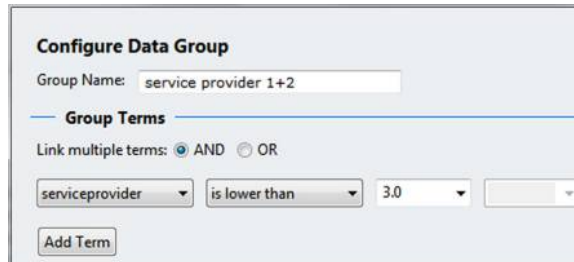 Configure Data Group
Group Name: service provider 1+2
Group Terms
Link multiple terms: AND OR
serviceprovider is lower than 3.0
Add Term